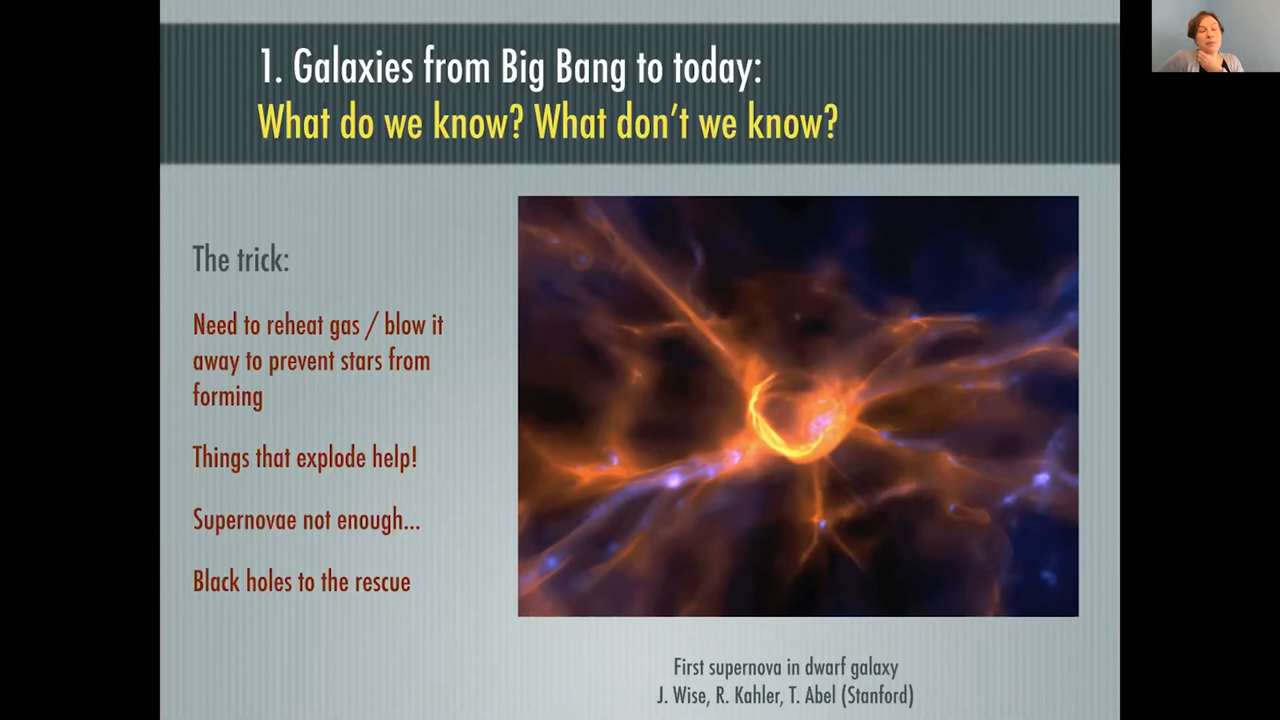 1. Galaxies from Big Bang to today:
What do we know? What don't we know?
The trick:
Need to reheat gas / blow it
away to prevent stars from
forming
Things that explode help!
Supernovae not enough...
Black holes to the rescue
First supernova in dwarf galaxy
J. Wise, R. Kahler, T. Abel (Stanford)